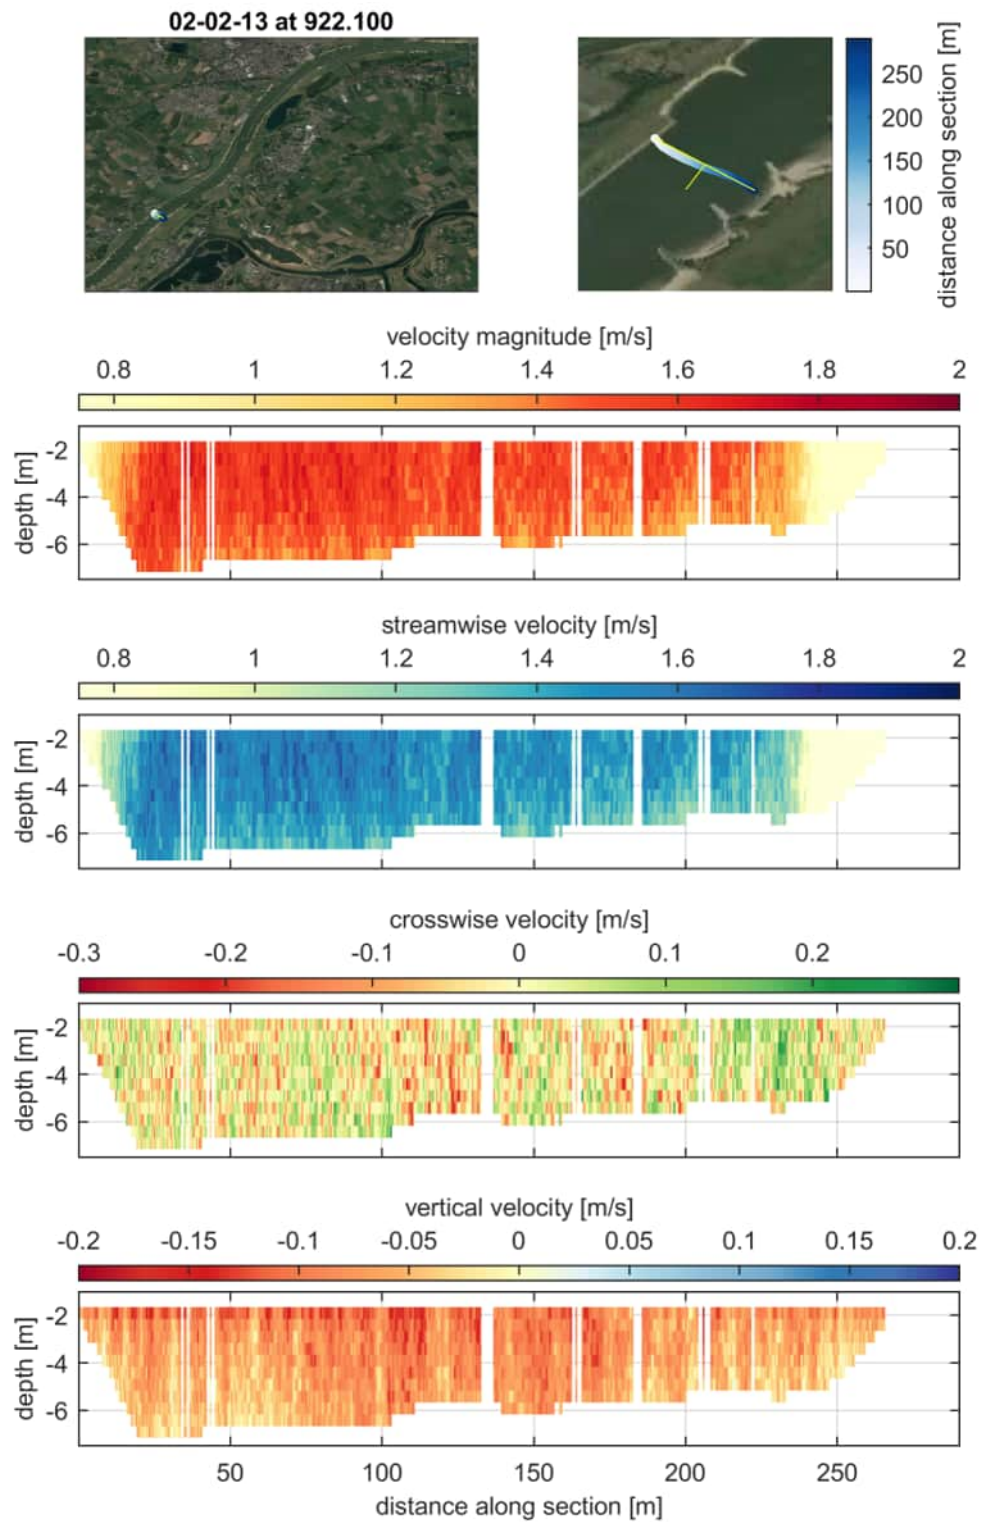 02-02-13 at 922.100
250
200
150
100
50
distance along section [m]
velocity magnitude [m/s]
0.8 1 1.2 1.4 1.6 1.8 2
-2
-4
-6
depth [m]
streamwise velocity [m/s]
0.8 1 1.2 1.4 1.6 1.8 2
-2
-4
-6
depth [m]
crosswise velocity [m/s]
-0.3 -0.2 -0.1 0 0.1 0.2
-2
-4
-6
depth [m]
vertical velocity [m/s]
-0.2 -0.15 -0.1 -0.05 0 0.05 0.1 0.15 0.2
-2
-4
-6
depth [m]
50 100 150 200 250
distance along section [m]